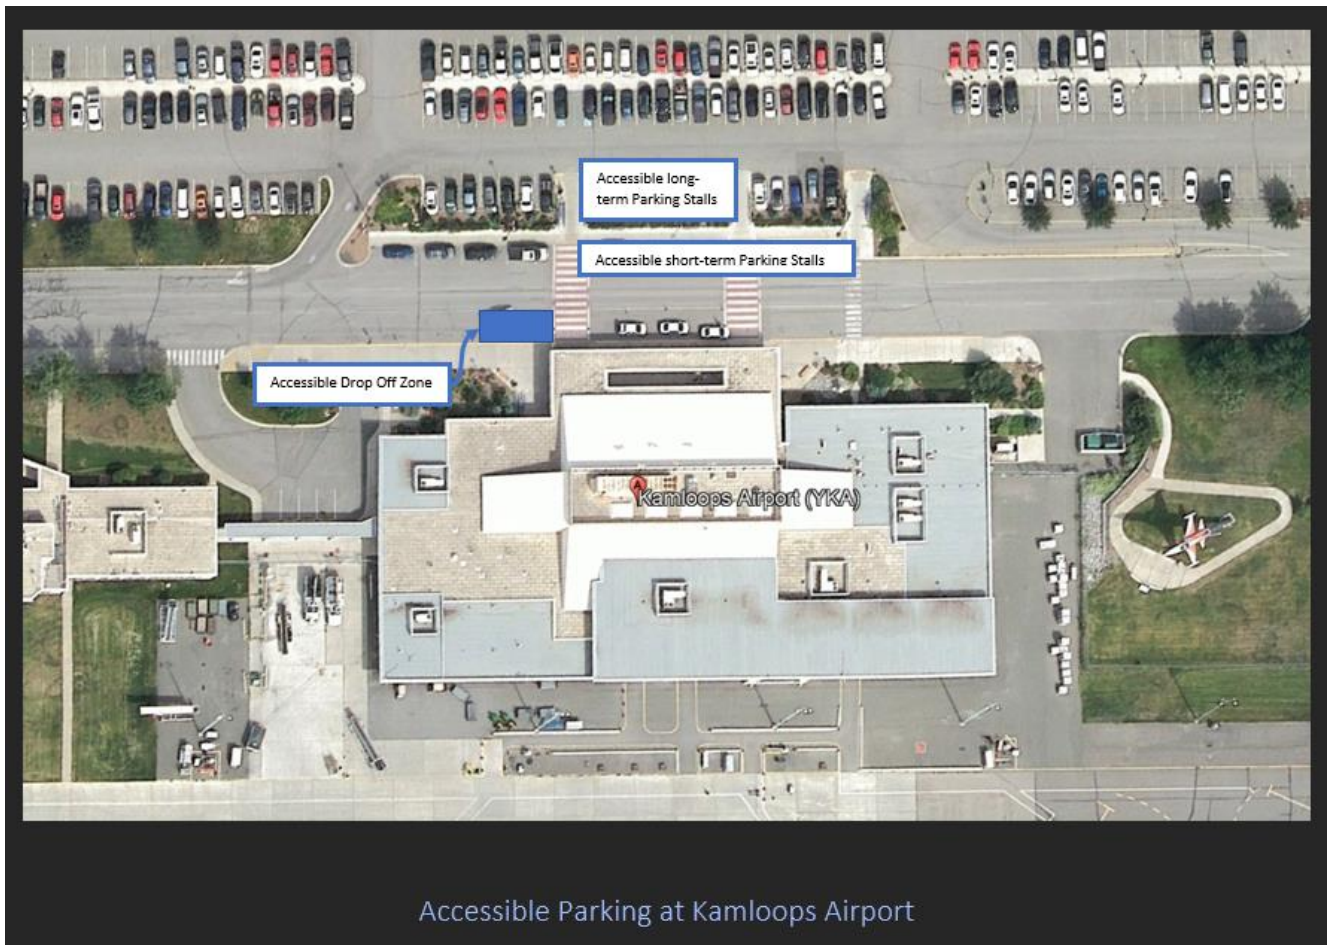 Accessible long-
term Parking Stalls
Accessible short-term Parking Stalls
Accessible Drop Off Zone
Kamloops Airport (YKA)
Accessible Parking at Kamloops Airport